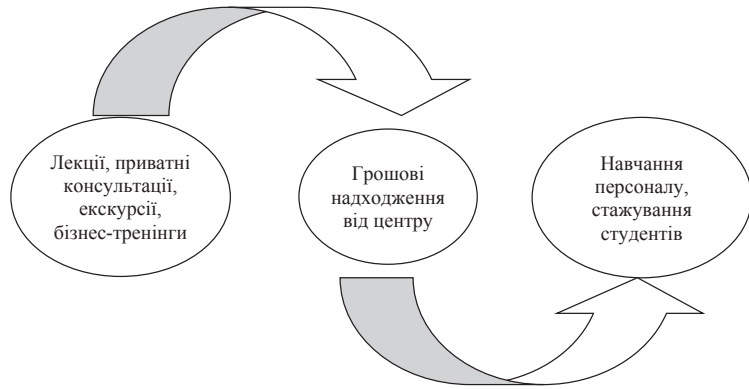 Лекції, приватні
консультації,
екскурсії,
бізнес-тренінги
Грошові
надходження
від центру
Навчання
персоналу,
стажування
студентів